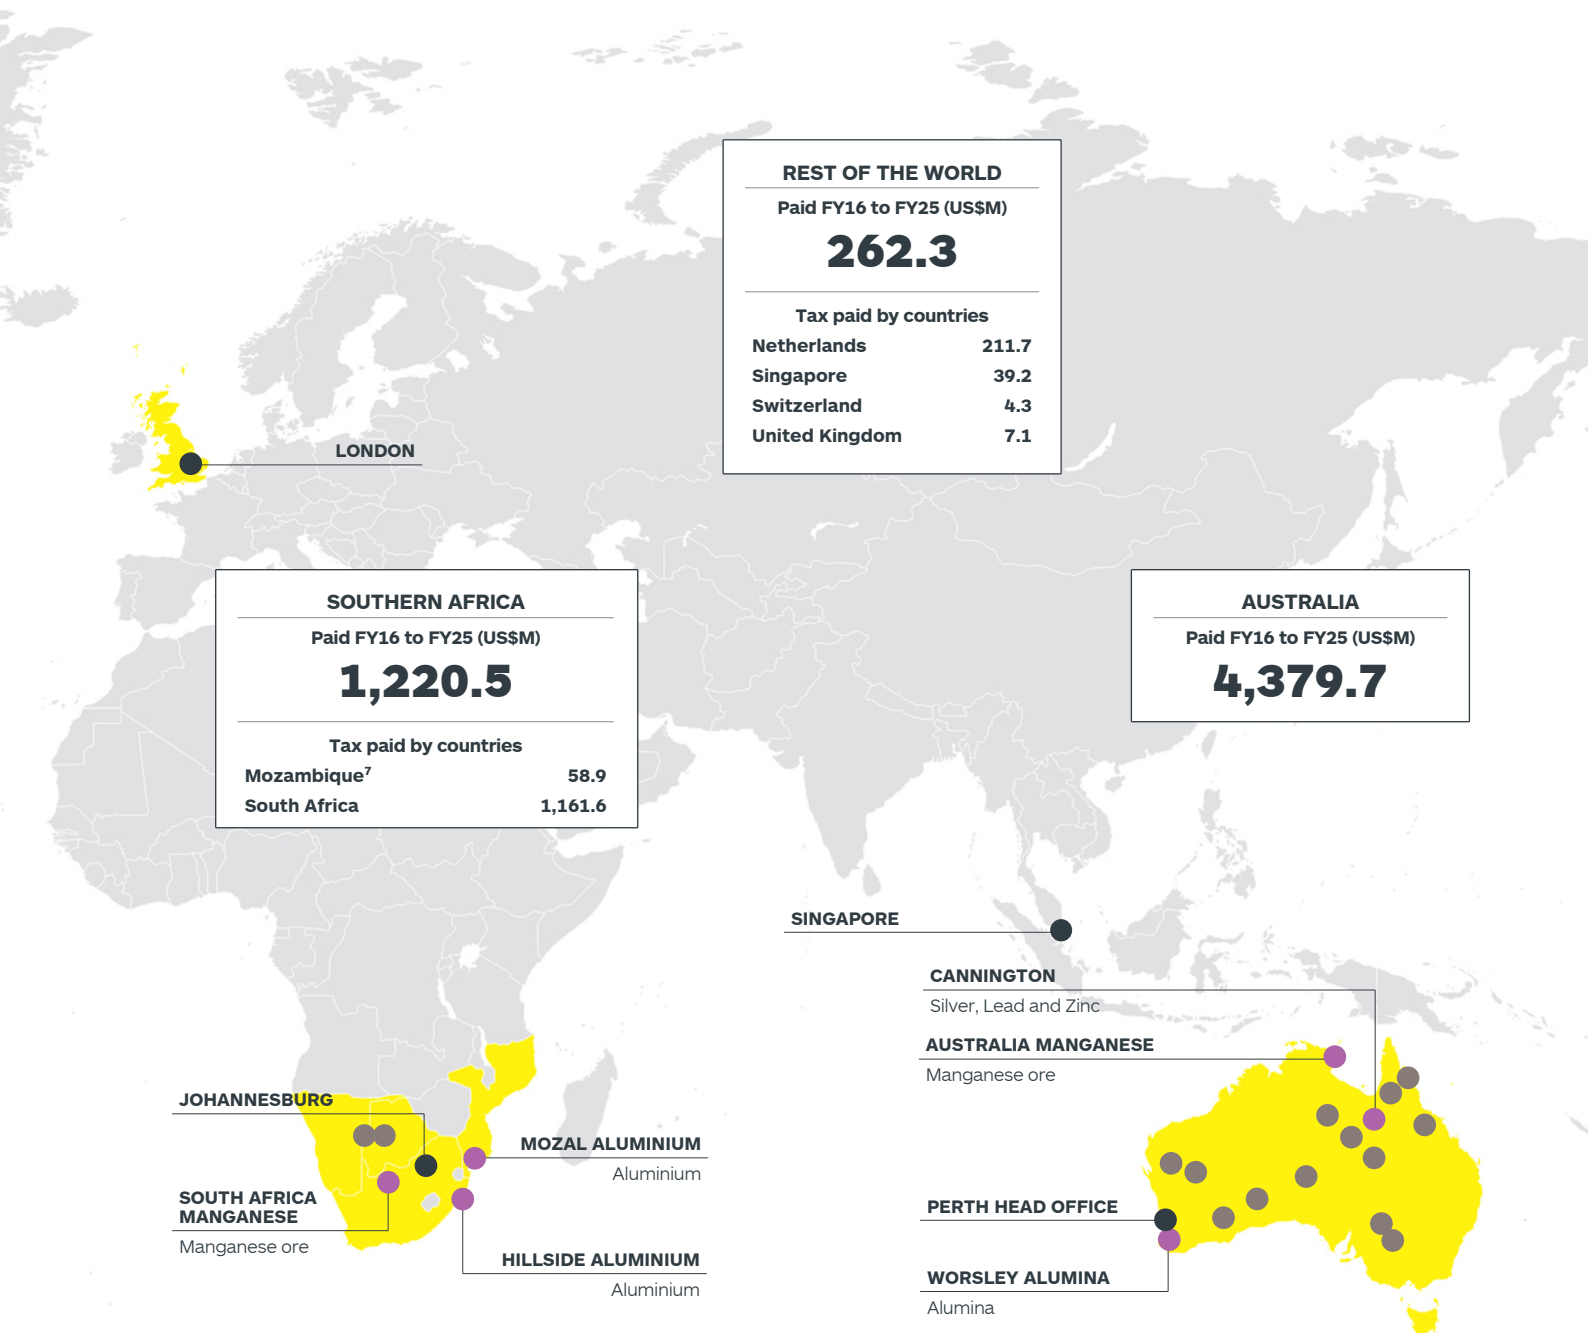 REST OF THE WORLD
Paid FY16 to FY25 (US$M)
262.3
Tax paid by countries
Netherlands 211.7
Singapore 39.2
Switzerland 4.3
United Kingdom 7.1
LONDON
SOUTHERN AFRICA
Paid FY16 to FY25 (US$M)
1,220.5
Tax paid by countries
Mozambique⁷ 58.9
South Africa 1,161.6
AUSTRALIA
Paid FY16 to FY25 (US$M)
4,379.7
SINGAPORE
CANNINGTON
Silver, Lead and Zinc
AUSTRALIA MANGANESE
Manganese ore
JOHANNESBURG
MOZAL ALUMINIUM
Aluminium
SOUTH AFRICA
MANGANESE
Manganese ore
HILLSIDE ALUMINIUM
Aluminium
PERTH HEAD OFFICE
WORSLEY ALUMINA
Alumina